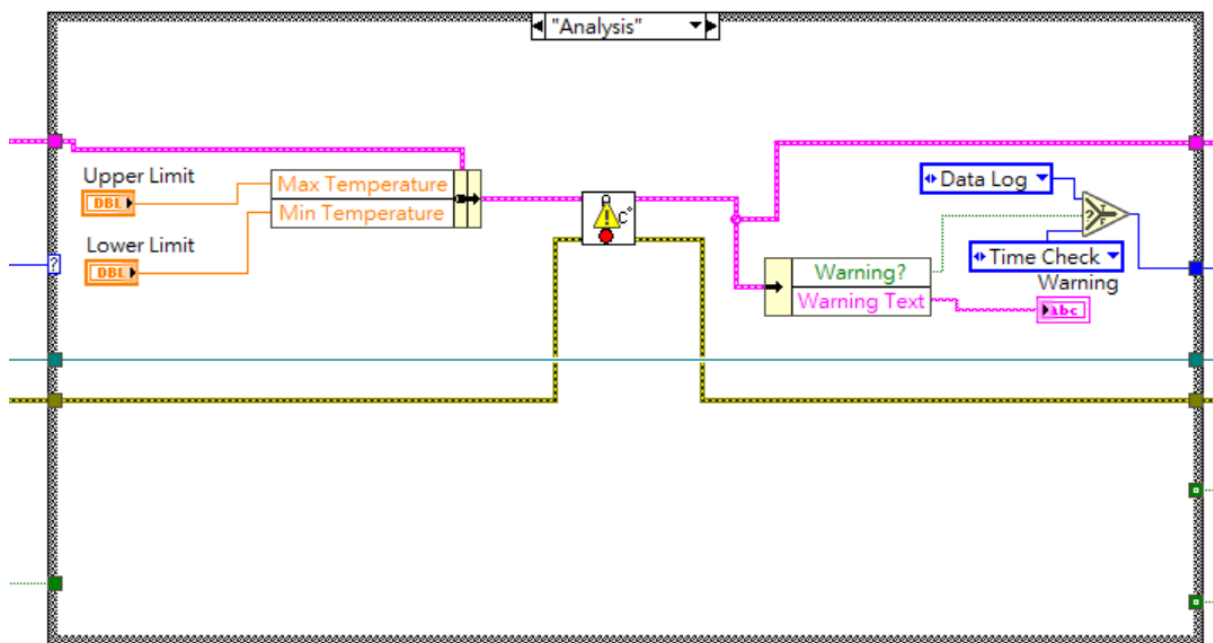 "Analysis"
Upper Limit
DBL
Max Temperature
Min Temperature
Lower Limit
DBL
?
C°
Data Log
?
T
F
Time Check
Warning?
Warning
Warning Text
abc